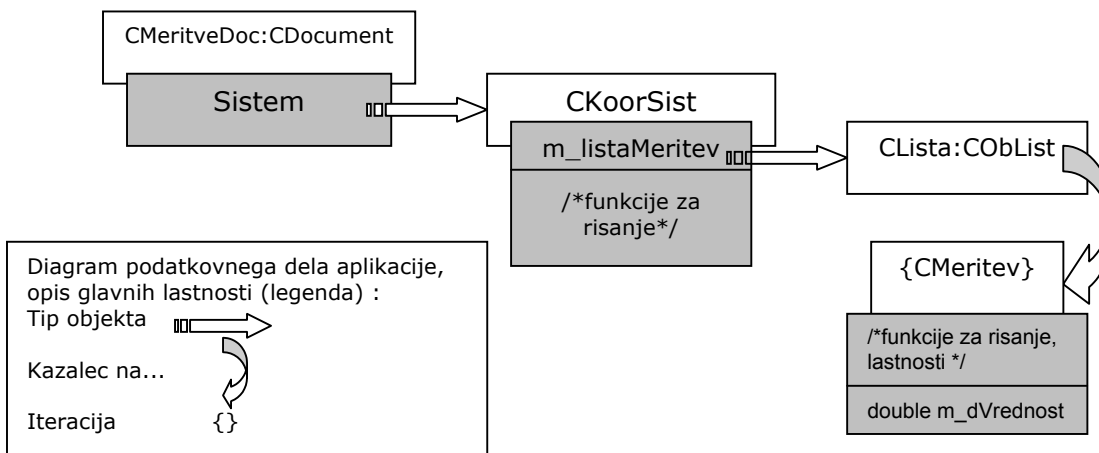 CMeritveDoc:CDocument
Sistem
CKoorSist
m_listaMeritev
/*funkcije za
risanje*/
CLista:CObList
{CMeritev}
/*funkcije za risanje,
lastnosti */
double m_dVrednost
Diagram podatkovnega dela aplikacije,
opis glavnih lastnosti (legenda) :
Tip objekta
Kazalec na...
Iteracija {}